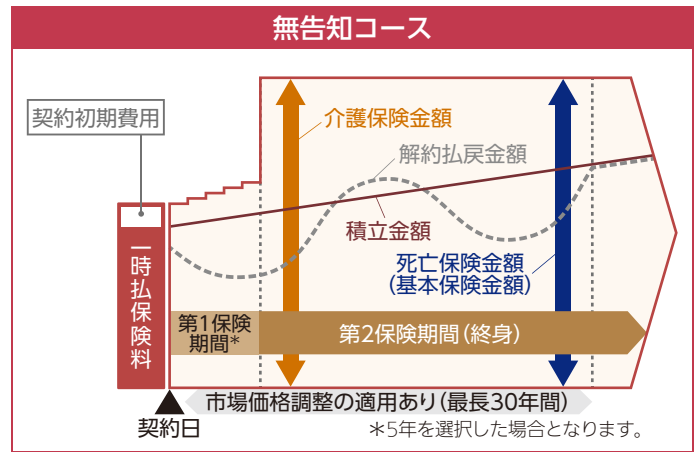 無告知コース
契約初期費用
介護保険金額
解約払戻金額
積立金額
一時払保険料
死亡保険金額
(基本保険金額)
第1保険
期間*
第2保険期間(終身)
市場価格調整の適用あり(最長30年間)
契約日
*5年を選択した場合となります。